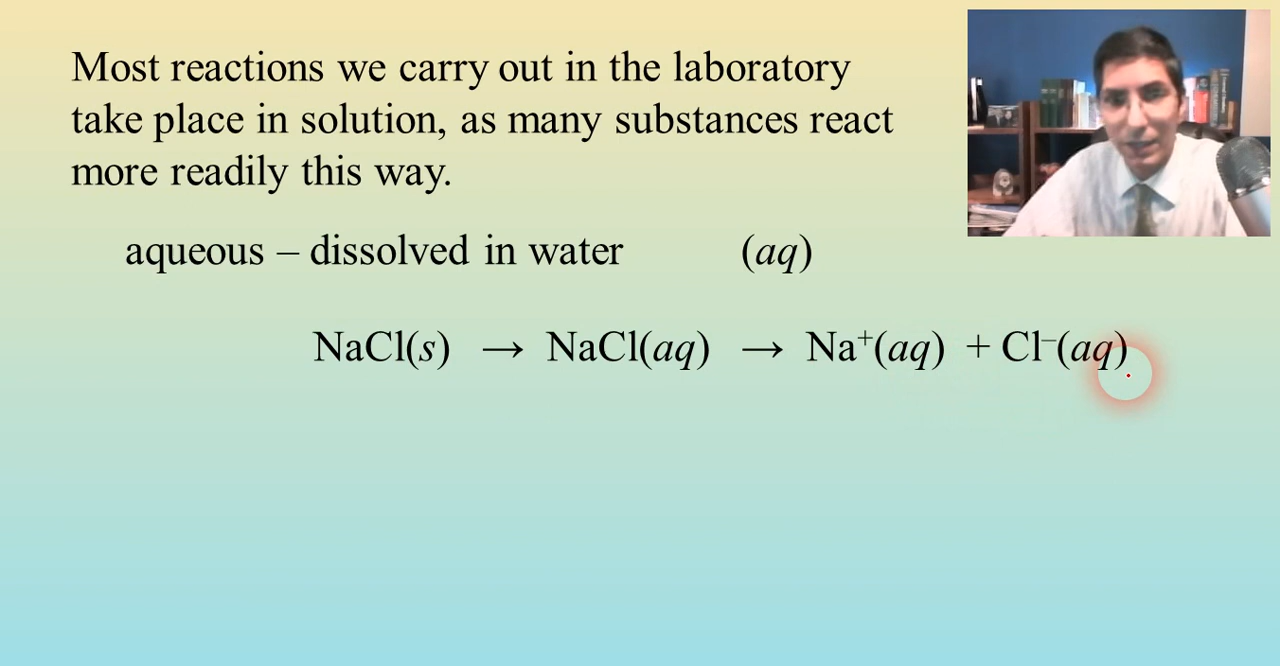 Most reactions we carry out in the laboratory
take place in solution, as many substances react
more readily this way.
aqueous – dissolved in water (aq)
NaCl(s) → NaCl(aq) → Na⁺(aq) + Cl⁻(aq)